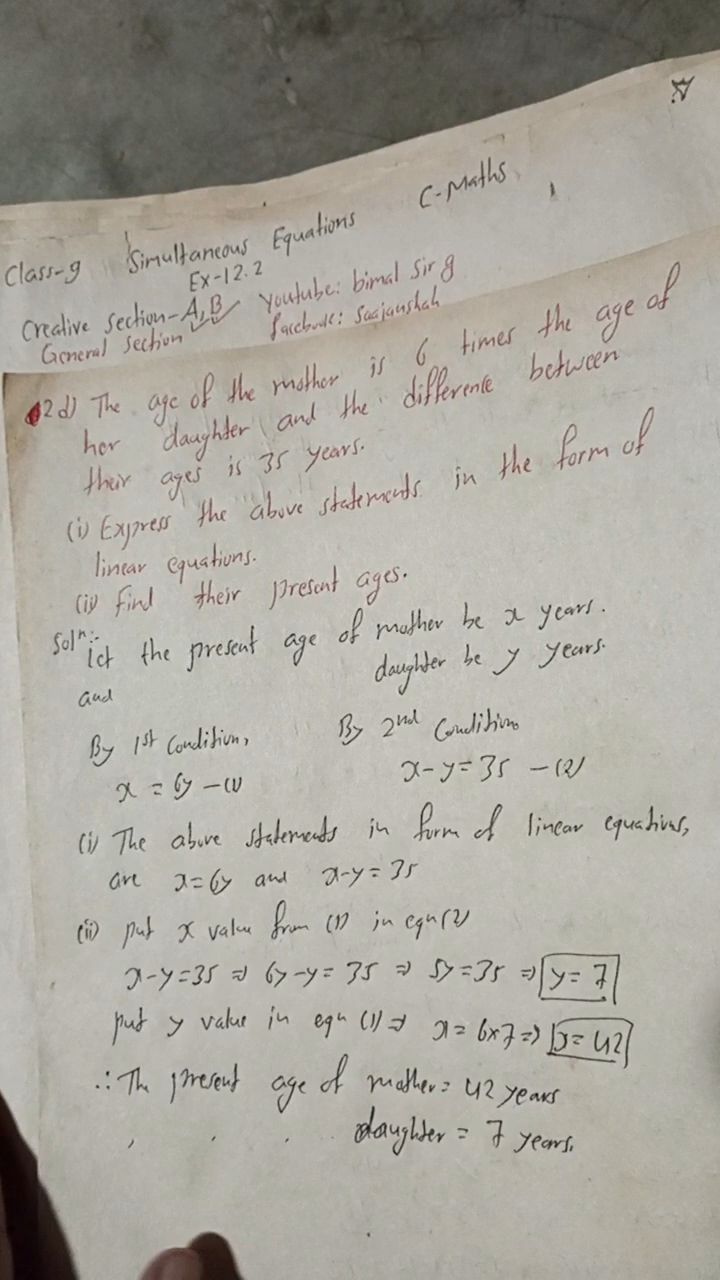 C-Maths
Class-9 Simultaneous Equations
Ex-12.2
Creative section-A,B Youtube: bimal Sir g
General Section facebook: Saajanshah
2d) The age of the mother is 6 times the age of
her daughter and the difference between
their ages is 35 years.
(i) Express the above statements in the form of
linear equations.
(ii) find their present ages.
Solⁿ:- let the present age of mother be x years.
and daughter be y years.
By 1st Condition, By 2nd Condition
x = 6y -(1) x-y=35 -(2)
(i) The above statements in form of linear equations,
are x=6y and x-y=35
(ii) put x value from (1) in eqn(2)
x-y=35 ⇒ 6y-y=35 ⇒ 5y=35 ⇒ y=7
put y value in eqn (1) ⇒ x=6x7 ⇒ x=42
∴ The present age of mother = 42 years
, , , daughter = 7 years.